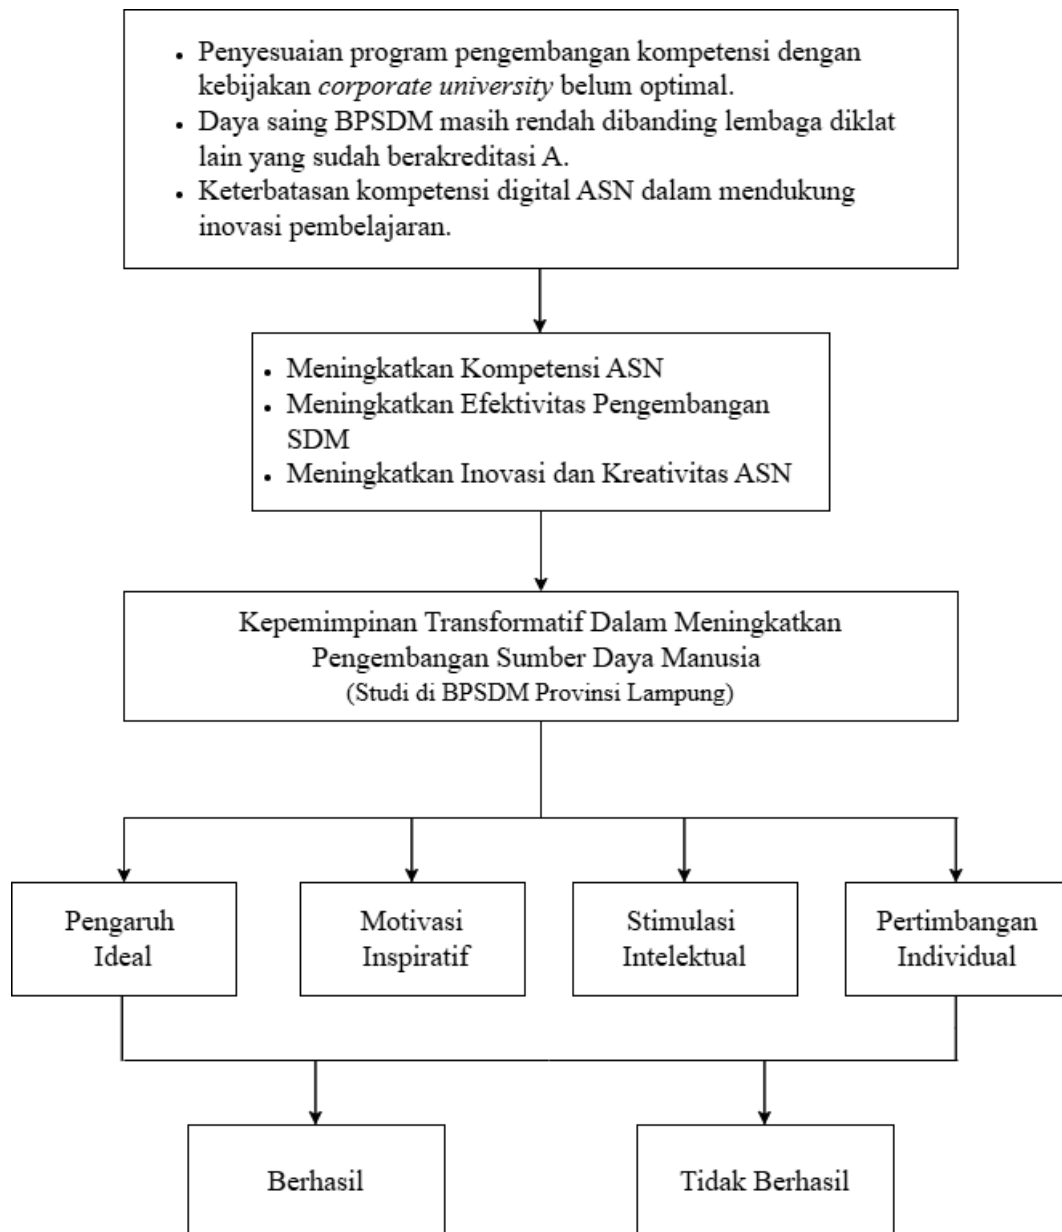 • Penyesuaian program pengembangan kompetensi dengan
kebijakan corporate university belum optimal.
• Daya saing BPSDM masih rendah dibanding lembaga diklat
lain yang sudah berakreditasi A.
• Keterbatasan kompetensi digital ASN dalam mendukung
inovasi pembelajaran.
• Meningkatkan Kompetensi ASN
• Meningkatkan Efektivitas Pengembangan
SDM
• Meningkatkan Inovasi dan Kreativitas ASN
Kepemimpinan Transformatif Dalam Meningkatkan
Pengembangan Sumber Daya Manusia
(Studi di BPSDM Provinsi Lampung)
Pengaruh
Ideal
Motivasi
Inspiratif
Stimulasi
Intelektual
Pertimbangan
Individual
Berhasil
Tidak Berhasil